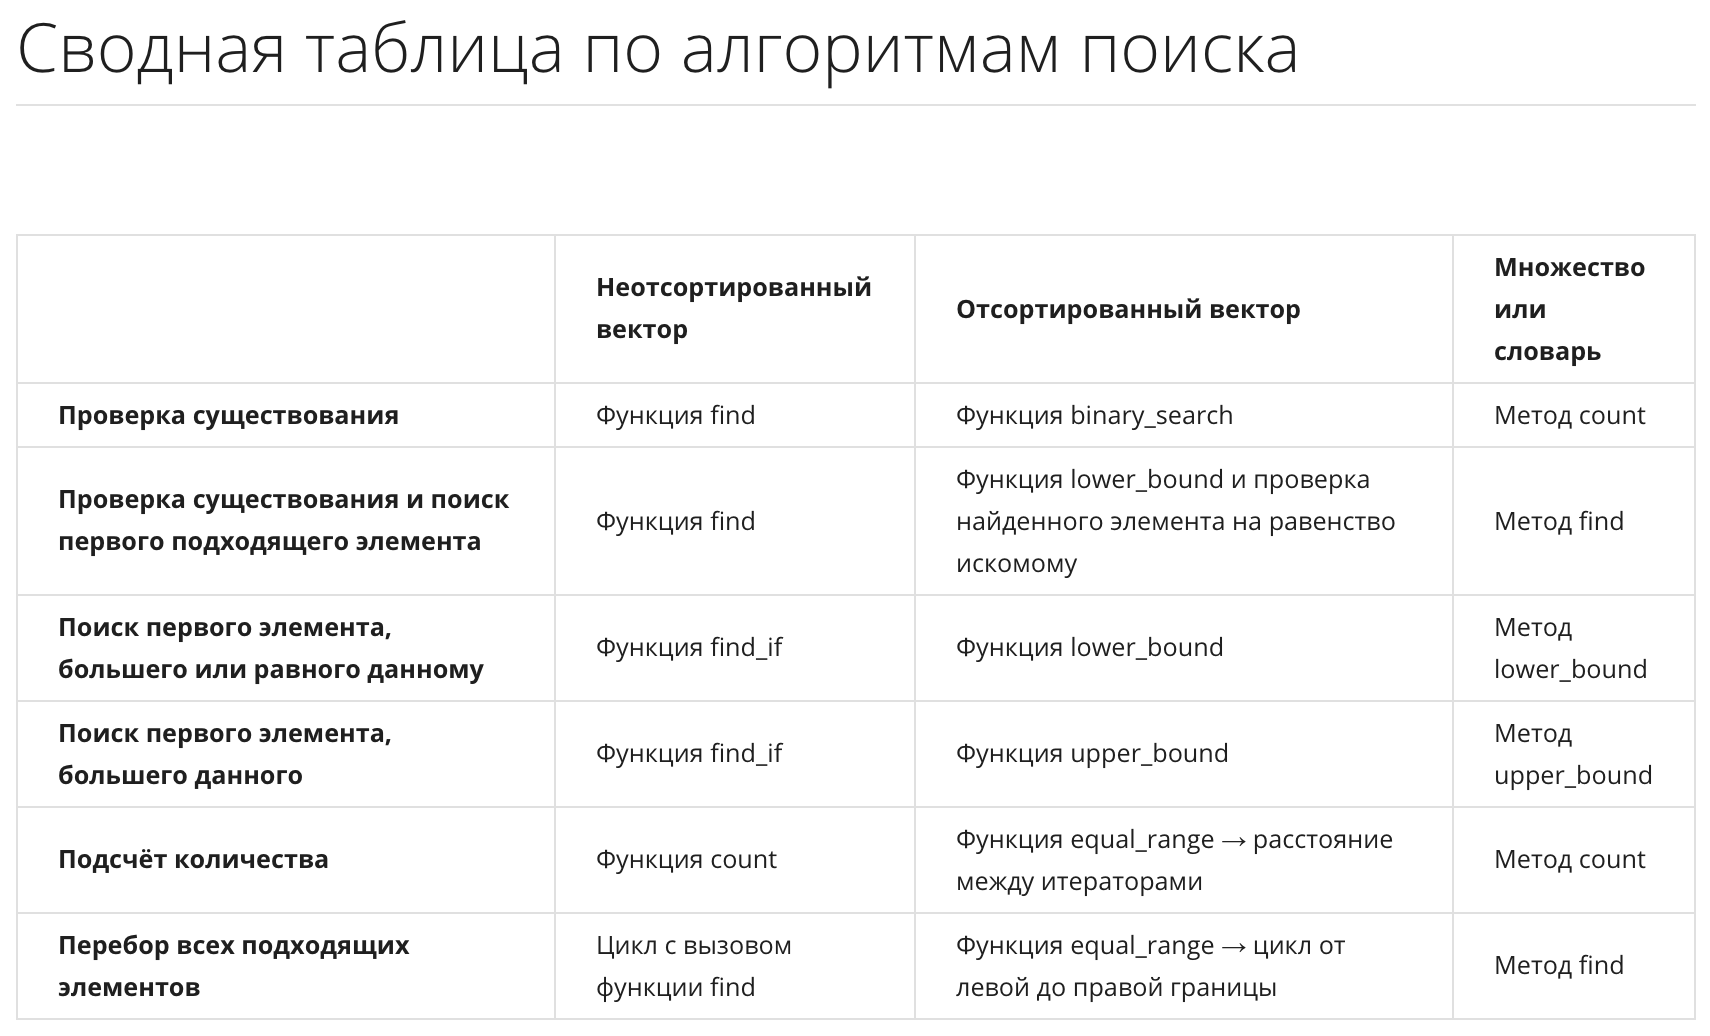 Сводная таблица по алгоритмам поиска
Неотсортированный
вектор
Отсортированный вектор
Множество
или
словарь
Проверка существования
Функция find
Функция binary_search
Метод count
Проверка существования и поиск
первого подходящего элемента
Функция find
Функция lower_bound и проверка
найденного элемента на равенство
искомому
Метод find
Поиск первого элемента,
большего или равного данному
Функция find_if
Функция lower_bound
Метод
lower_bound
Поиск первого элемента,
большего данного
Функция find_if
Функция upper_bound
Метод
upper_bound
Подсчёт количества
Функция count
Функция equal_range → расстояние
между итераторами
Метод count
Перебор всех подходящих
элементов
Цикл с вызовом
функции find
Функция equal_range → цикл от
левой до правой границы
Метод find